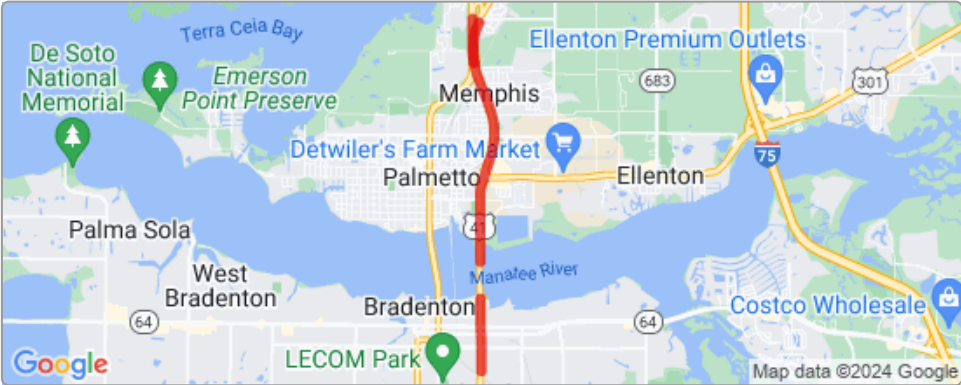 Terra Ceia Bay
De Soto
National
Memorial
Emerson
Point Preserve
Ellenton Premium Outlets
683
301
Memphis
Detwiler's Farm Market
75
Palmetto
Ellenton
41
Palma Sola
Manatee River
West
Bradenton
Bradenton
Costco Wholesale
64
64
LECOM Park
Google
Map data ©2024 Google